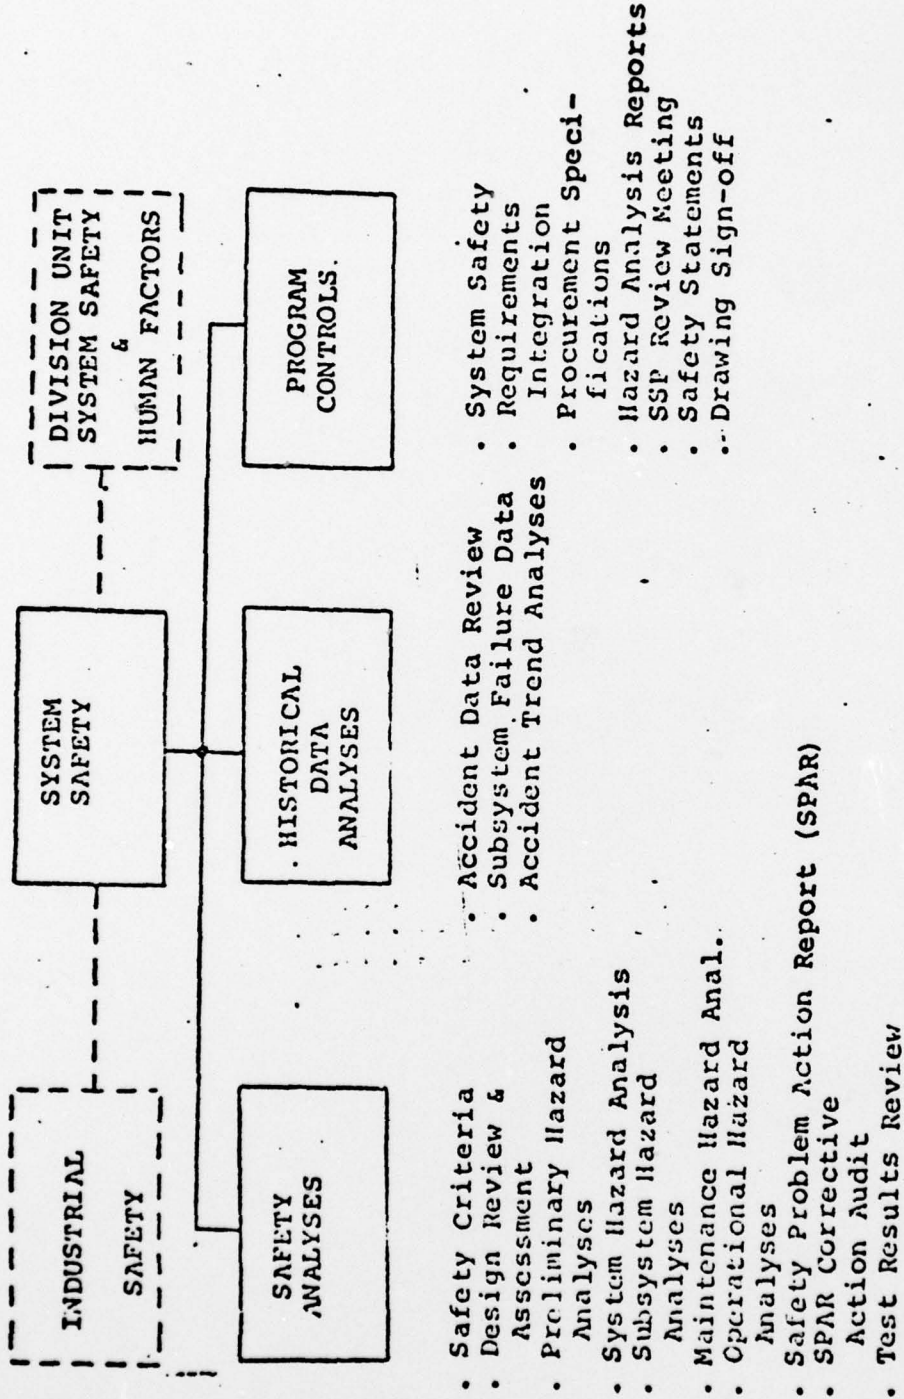 INDUSTRIAL
SAFETY
SYSTEM
SAFETY
DIVISION UNIT
SYSTEM SAFETY
&
HUMAN FACTORS
SAFETY
ANALYSES
HISTORICAL
DATA
ANALYSES
PROGRAM
CONTROLS.
• Safety Criteria
• Design Review &
Assessment
• Preliminary Hazard
Analyses
• System Hazard Analysis
• Subsystem Hazard
Analyses
• Maintenance Hazard Anal.
• Operational Hazard
Analyses
• Safety Problem Action Report (SPAR)
• SPAR Corrective
Action Audit
• Test Results Review
• Accident Data Review
• Subsystem Failure Data
• Accident Trend Analyses
• System Safety
• Requirements
Integration
• Procurement Speci-
fications
• Hazard Analysis Reports
• SSP Review Meeting
• Safety Statements
• Drawing Sign-off